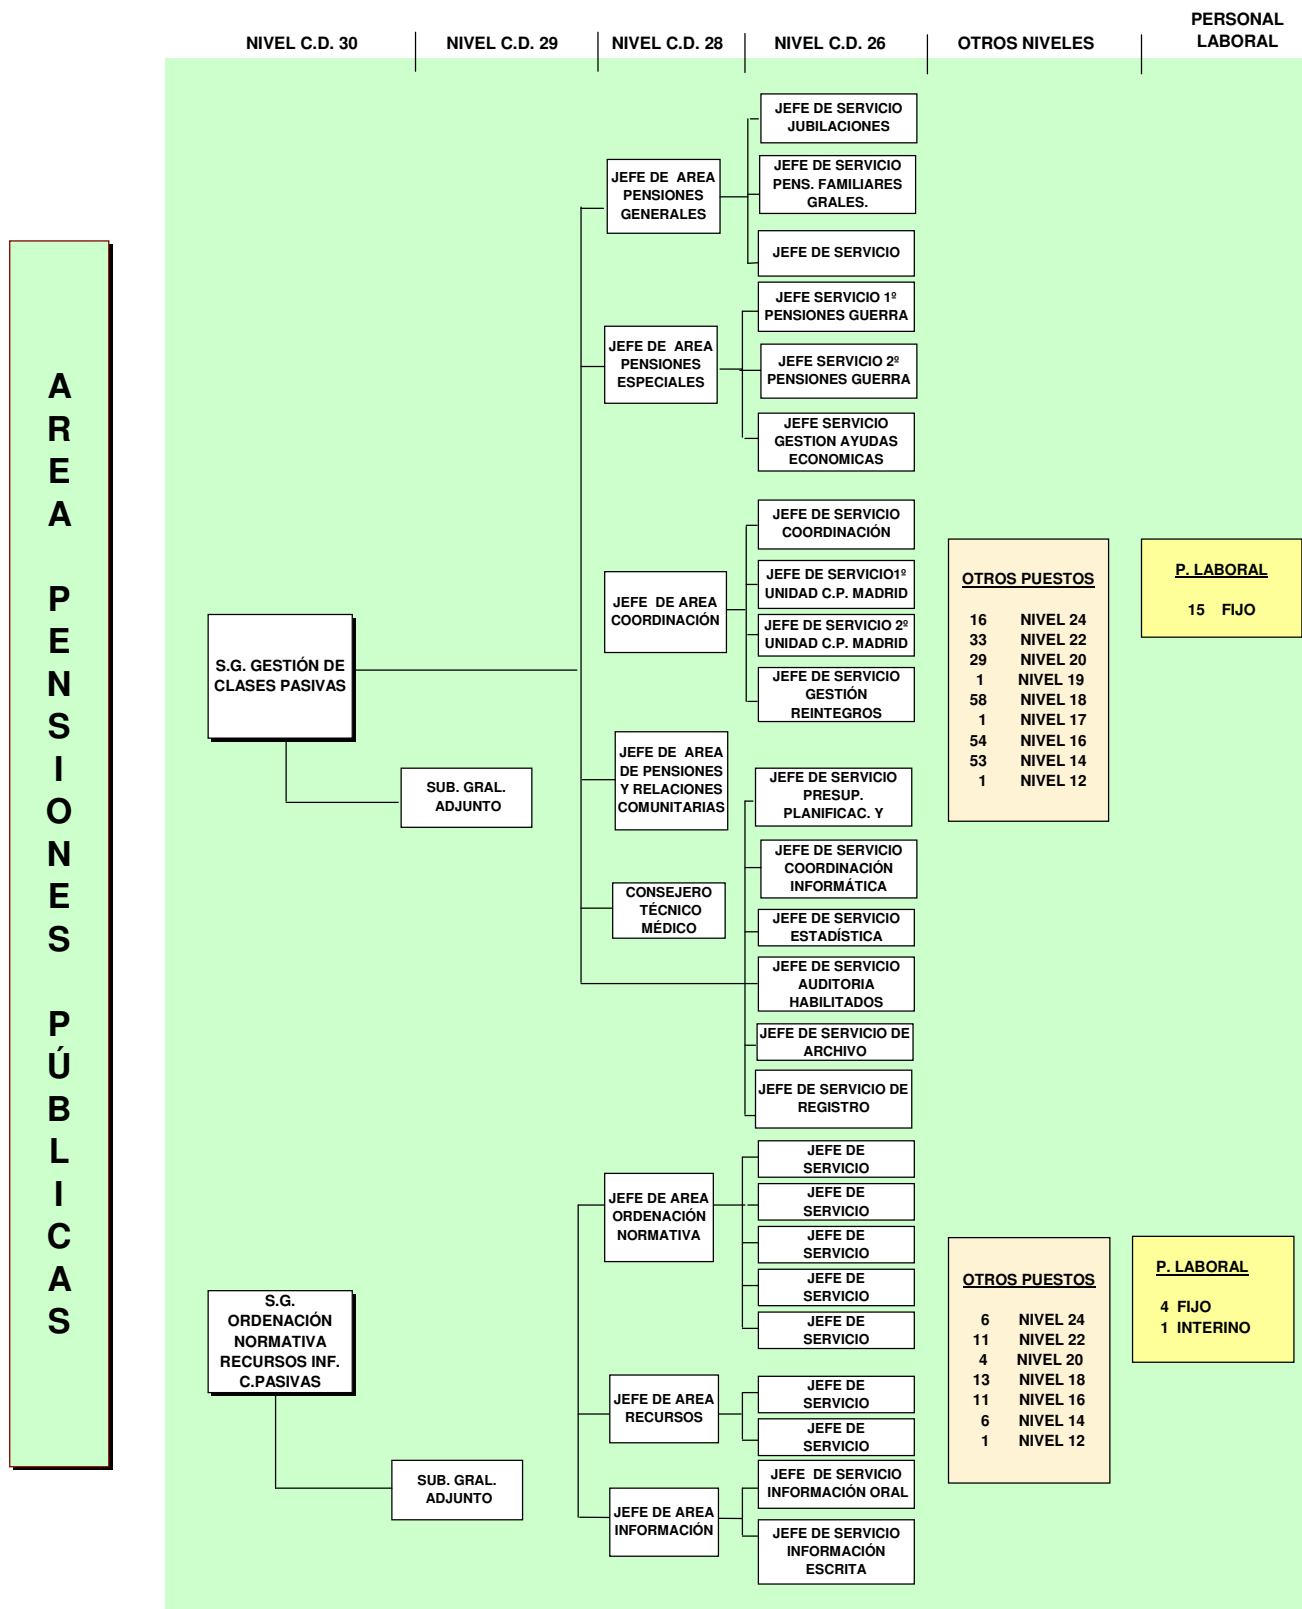 PERSONAL
LABORAL
NIVEL C.D. 30
NIVEL C.D. 29
NIVEL C.D. 28
NIVEL C.D. 26
OTROS NIVELES
AREA PENSIONES PÚBLICAS
S.G. GESTIÓN DE
CLASES PASIVAS
SUB. GRAL.
ADJUNTO
JEFE DE AREA
PENSIONES
GENERALES
JEFE DE SERVICIO
JUBILACIONES
JEFE DE SERVICIO
PENS. FAMILIARES
GRALES.
JEFE DE SERVICIO
JEFE DE AREA
PENSIONES
ESPECIALES
JEFE SERVICIO 1º
PENSIONES GUERRA
JEFE SERVICIO 2º
PENSIONES GUERRA
JEFE SERVICIO
GESTION AYUDAS
ECONOMICAS
JEFE DE AREA
COORDINACIÓN
JEFE DE SERVICIO
COORDINACIÓN
JEFE DE SERVICIO1º
UNIDAD C.P. MADRID
JEFE DE SERVICIO 2º
UNIDAD C.P. MADRID
JEFE DE SERVICIO
GESTIÓN
REINTEGROS
JEFE DE AREA
DE PENSIONES
Y RELACIONES
COMUNITARIAS
CONSEJERO
TÉCNICO
MÉDICO
JEFE DE SERVICIO
PRESUP.
PLANIFICAC. Y
JEFE DE SERVICIO
COORDINACIÓN
INFORMÁTICA
JEFE DE SERVICIO
ESTADÍSTICA
JEFE DE SERVICIO
AUDITORIA
HABILITADOS
JEFE DE SERVICIO DE
ARCHIVO
JEFE DE SERVICIO DE
REGISTRO
OTROS PUESTOS
16 NIVEL 24
33 NIVEL 22
29 NIVEL 20
1 NIVEL 19
58 NIVEL 18
1 NIVEL 17
54 NIVEL 16
53 NIVEL 14
1 NIVEL 12
P. LABORAL
15 FIJO
S.G.
ORDENACIÓN
NORMATIVA
RECURSOS INF.
C.PASIVAS
SUB. GRAL.
ADJUNTO
JEFE DE AREA
ORDENACIÓN
NORMATIVA
JEFE DE
SERVICIO
JEFE DE
SERVICIO
JEFE DE
SERVICIO
JEFE DE
SERVICIO
JEFE DE
SERVICIO
JEFE DE AREA
RECURSOS
JEFE DE
SERVICIO
JEFE DE
SERVICIO
JEFE DE AREA
INFORMACIÓN
JEFE DE SERVICIO
INFORMACIÓN ORAL
JEFE DE SERVICIO
INFORMACIÓN
ESCRITA
OTROS PUESTOS
6 NIVEL 24
11 NIVEL 22
4 NIVEL 20
13 NIVEL 18
11 NIVEL 16
6 NIVEL 14
1 NIVEL 12
P. LABORAL
4 FIJO
1 INTERINO